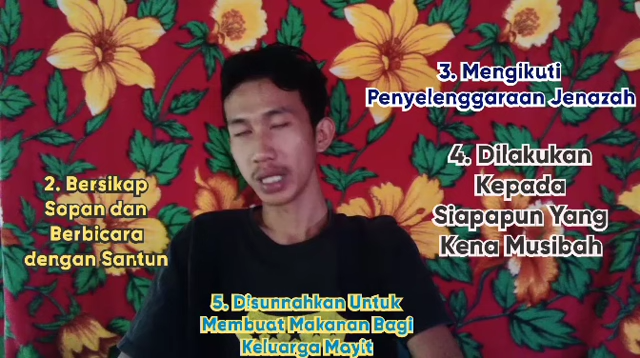 2. Bersikap
Sopan dan
Berbicara
dengan Santun
3. Mengikuti
Penyelenggaraan Jenazah
4. Dilakukan
Kepada
Siapapun Yang
Kena Musibah
5. Disunnahkan Untuk
Membuat Makanan Bagi
Keluarga Mayit